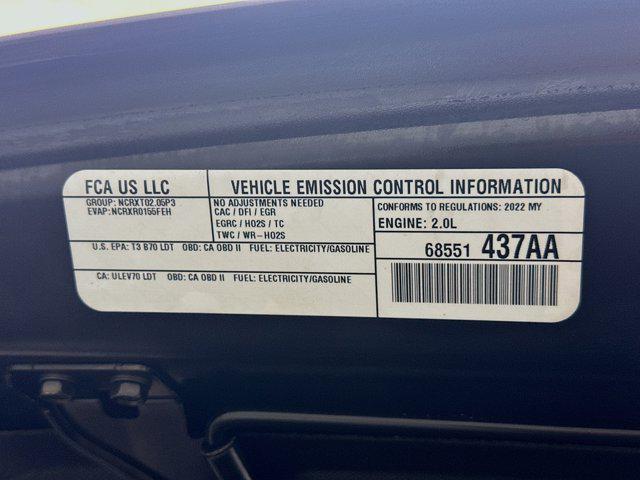 FCA US LLC
GROUP: NCRXT02.05P3
EVAP: NCRXR0155FEH
VEHICLE EMISSION CONTROL INFORMATION
NO ADJUSTMENTS NEEDED
CAC / DFI / EGR
EGRC / HO2S / TC
TWC / WR-HO2S
CONFORMS TO REGULATIONS: 2022 MY
ENGINE: 2.0L
U.S. EPA: T3 B70 LDT OBD: CA OBD II FUEL: ELECTRICITY/GASOLINE
68551 437AA
CA: ULEV70 LDT OBD: CA OBD II FUEL: ELECTRICITY/GASOLINE